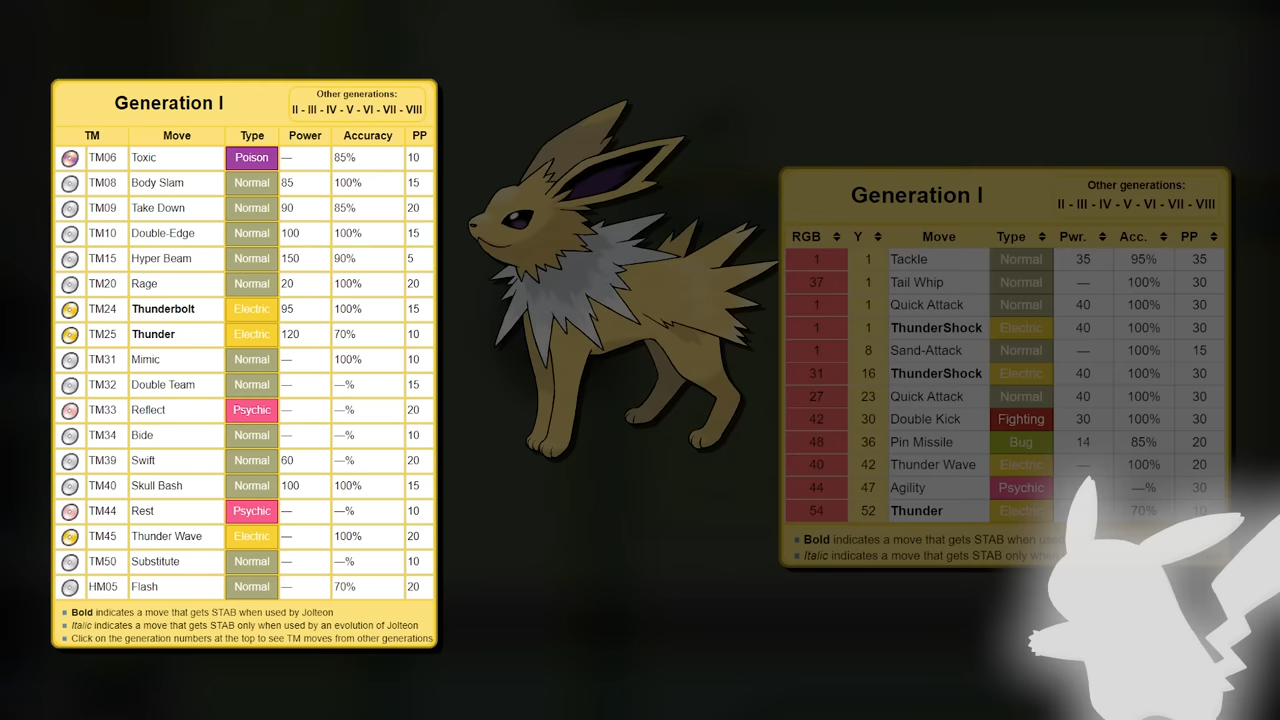 Generation I
Other generations:
II - III - IV - V - VI - VII - VIII
TM Move Type Power Accuracy PP
TM06 Toxic Poison — 85% 10
TM08 Body Slam Normal 85 100% 15
TM09 Take Down Normal 90 85% 20
TM10 Double-Edge Normal 100 100% 15
TM15 Hyper Beam Normal 150 90% 5
TM20 Rage Normal 20 100% 20
TM24 Thunderbolt Electric 95 100% 15
TM25 Thunder Electric 120 70% 10
TM31 Mimic Normal — 100% 10
TM32 Double Team Normal — —% 15
TM33 Reflect Psychic — —% 20
TM34 Bide Normal — —% 10
TM39 Swift Normal 60 —% 20
TM40 Skull Bash Normal 100 100% 15
TM44 Rest Psychic — —% 10
TM45 Thunder Wave Electric — 100% 20
TM50 Substitute Normal — —% 10
HM05 Flash Normal — 70% 20
Bold indicates a move that gets STAB when used by Jolteon
Italic indicates a move that gets STAB only when used by an evolution of Jolteon
Click on the generation numbers at the top to see TM moves from other generations
Generation I
Other generations:
II - III - IV - V - VI - VII - VIII
RGB Y Move Type Pwr. Acc. PP
1 1 Tackle Normal 35 95% 35
37 1 Tail Whip Normal — 100% 30
1 1 Quick Attack Normal 40 100% 30
1 1 ThunderShock Electric 40 100% 30
1 8 Sand-Attack Normal — 100% 15
31 16 ThunderShock Electric 40 100% 30
27 23 Quick Attack Normal 40 100% 30
42 30 Double Kick Fighting 30 100% 30
48 36 Pin Missile Bug 14 85% 20
40 42 Thunder Wave Electric — 100% 20
44 47 Agility Psychic —% 30
54 52 Thunder Electric 70% 10
Bold indicates a move that gets STAB when
Italic indicates a move that gets STAB only